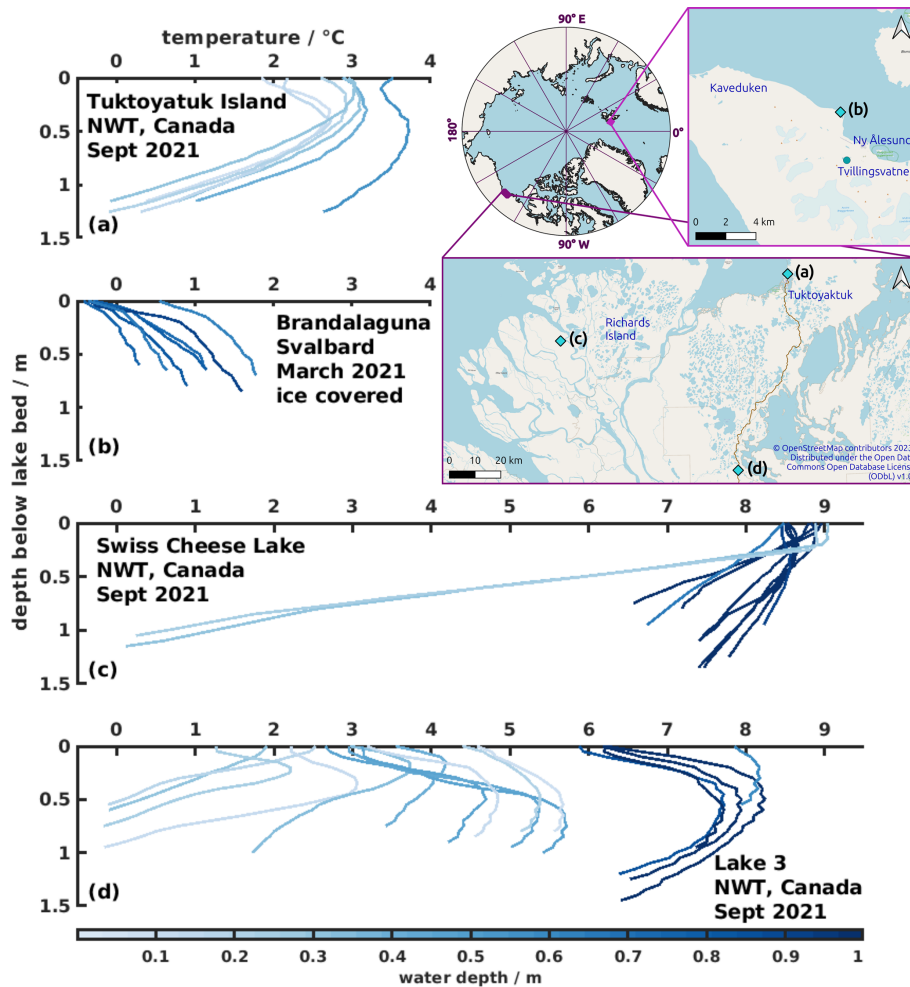 temperature / °C
0 1 2 3 4
0
0.5
1
1.5
Tuktoyatuk Island
NWT, Canada
Sept 2021
(a)
90° E
180°
0°
90° W
Kaveduken
(b)
Ny Ålesund
Tvillingsvatne
0 2 4 km
0 1 2 3 4
0
0.5
1
1.5
Brandalaguna
Svalbard
March 2021
ice covered
(b)
(a)
Tuktoyaktuk
Richards
Island
(c)
(d)
0 10 20 km
© OpenStreetMap contributors 2023
Distributed under the Open Dat
Commons Open Database Licens
(ODbL) v1.0
depth below lake bed / m
0 1 2 3 4 5 6 7 8 9
0
0.5
1
1.5
Swiss Cheese Lake
NWT, Canada
Sept 2021
(c)
0 1 2 3 4 5 6 7 8 9
0
0.5
1
1.5
(d)
Lake 3
NWT, Canada
Sept 2021
0.1 0.2 0.3 0.4 0.5 0.6 0.7 0.8 0.9 1
water depth / m